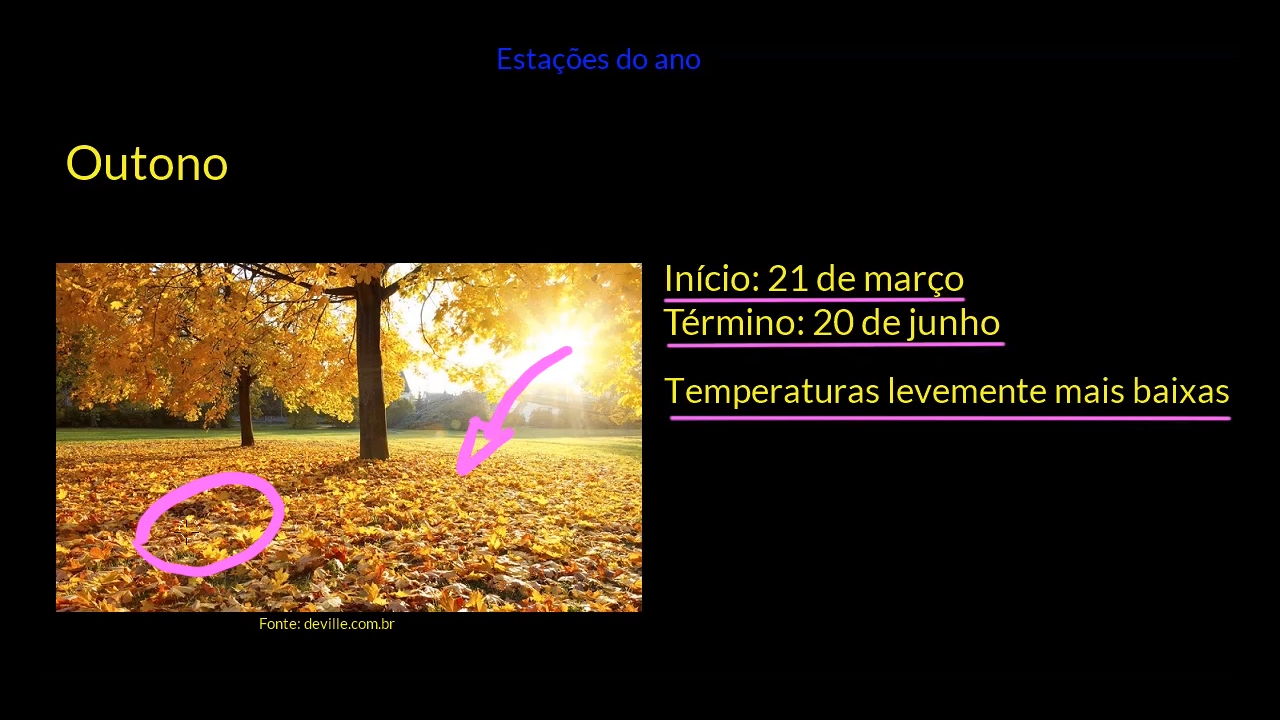 Estações do ano
Outono
Início: 21 de março
Término: 20 de junho
Temperaturas levemente mais baixas
Fonte: deville.com.br